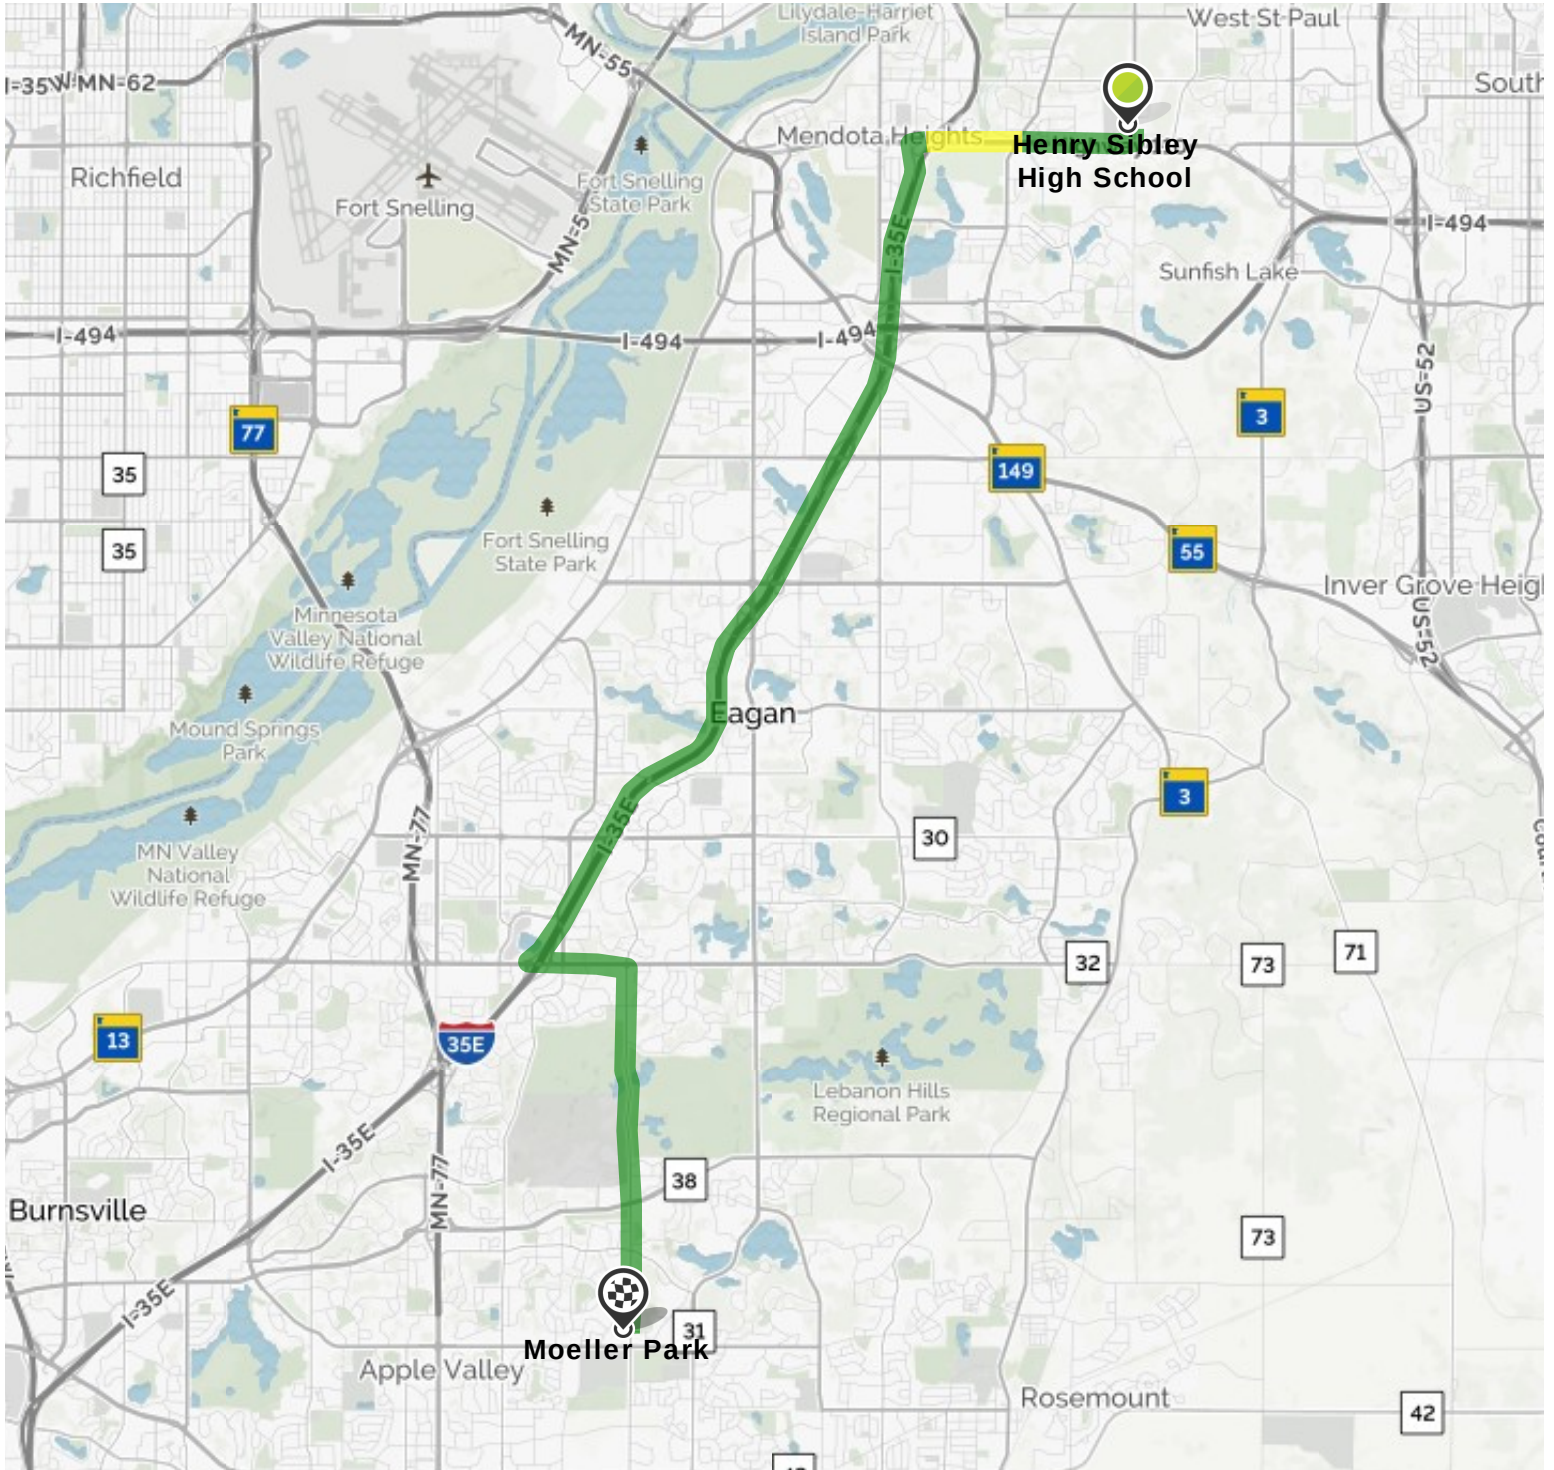 Lilydale-Harriet
Island Park
West St Paul
MN-55
I-35W
MN-62
South
Mendota Heights
Henry Sibley
High School
Richfield
Fort Snelling
Fort Snelling
State Park
MN-5
I-35E
I-494
Sunfish Lake
I-494
I-494
I-494
US-52
77
3
35
149
35
Fort Snelling
State Park
55
Inver Grove Heig
US-52
Minnesota
Valley National
Wildlife Refuge
Mound Springs
Park
Eagan
3
I-35E
MN-77
30
MN Valley
National
Wildlife Refuge
32
73
71
13
35E
Lebanon Hills
Regional Park
I-35E
MN-77
38
Burnsville
73
I-35E
31
Moeller Park
Apple Valley
Rosemount
42